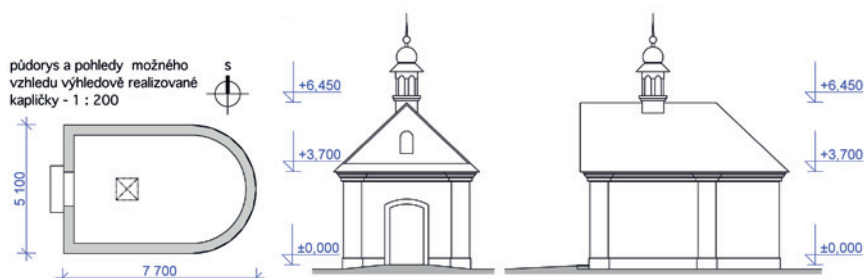 půdorys a pohledy možného
vzhledu výhledově realizované
kapličky - 1 : 200
s
5 100
7 700
+6,450
+3,700
±0,000
+6,450
+3,700
±0,000